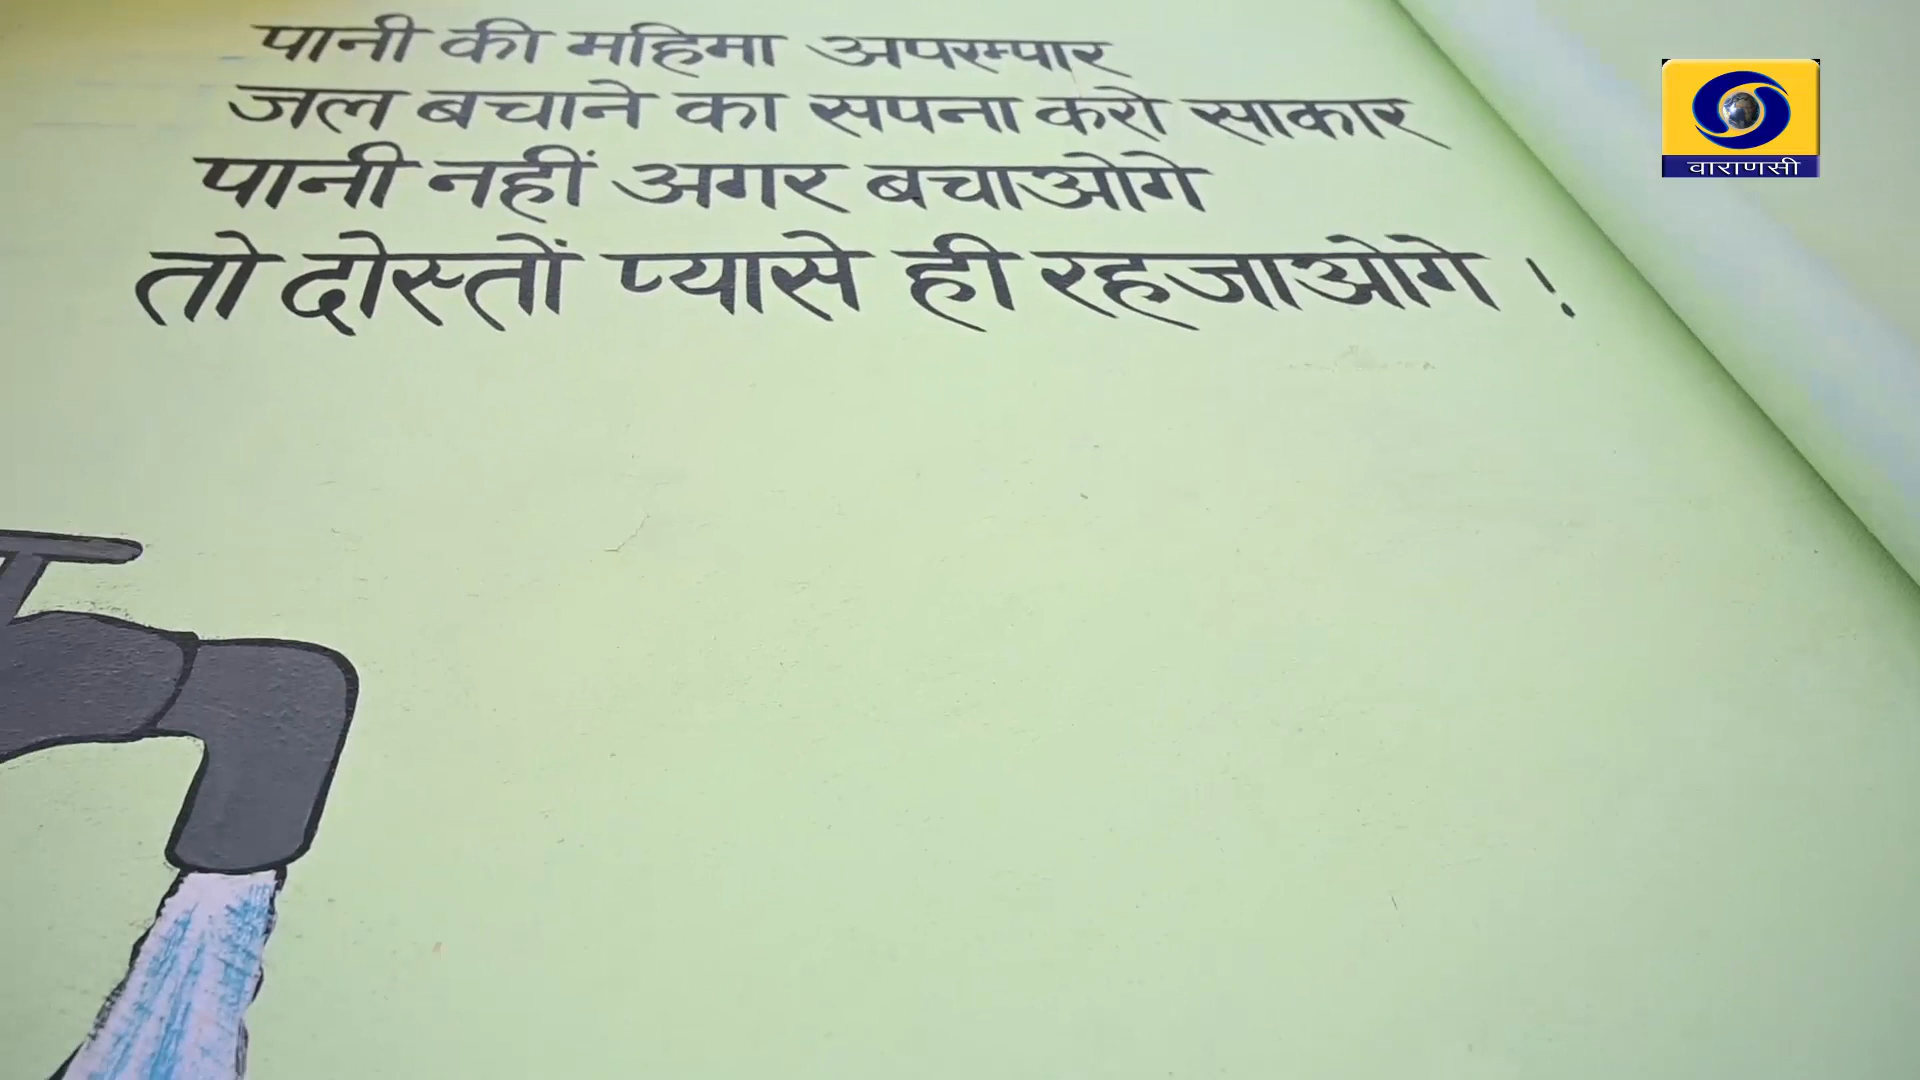 पानी की महिमा अपरम्पार
जल बचाने का सपना करो साकार
पानी नहीं अगर बचाओगे
तो दोस्तों प्यासे ही रहजाओगे !
वाराणसी